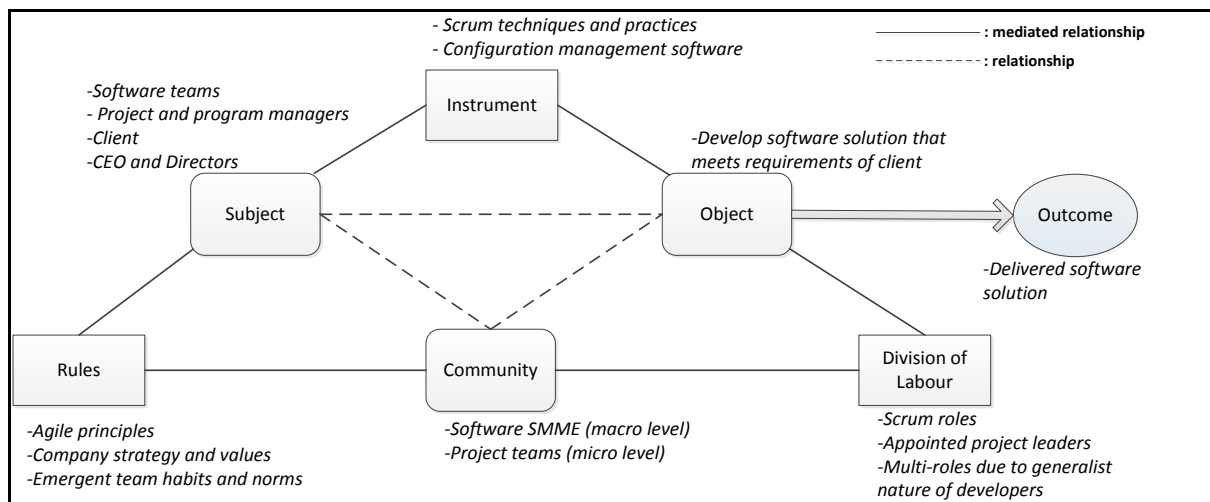 - Scrum techniques and practices
- Configuration management software
: mediated relationship
: relationship
Instrument
-Software teams
- Project and program managers
-Client
-CEO and Directors
-Develop software solution that
meets requirements of client
Subject
Object
Outcome
-Delivered software
solution
Rules
Community
Division of
Labour
-Agile principles
-Company strategy and values
-Emergent team habits and norms
-Software SMME (macro level)
-Project teams (micro level)
-Scrum roles
-Appointed project leaders
-Multi-roles due to generalist
nature of developers